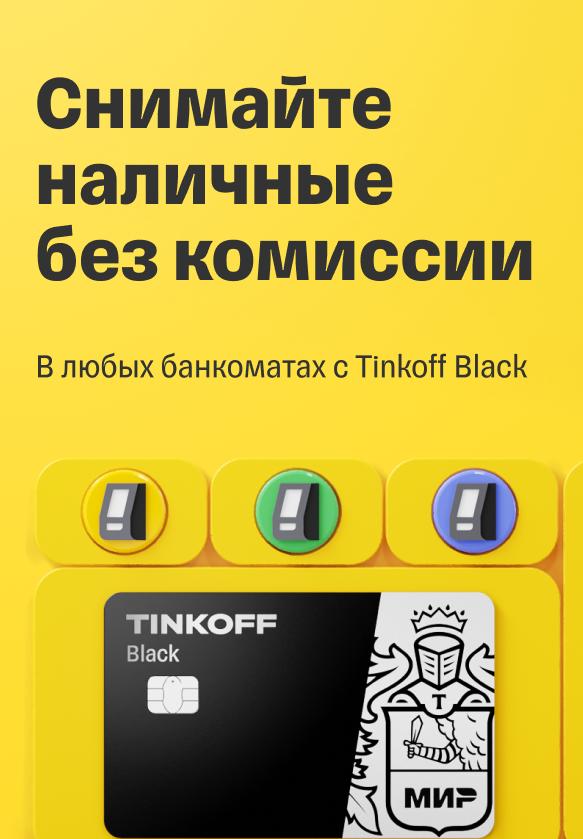 Снимайте
наличные
без комиссии
В любых банкоматах с Tinkoff Black
TINKOFF
Black
T
МИР